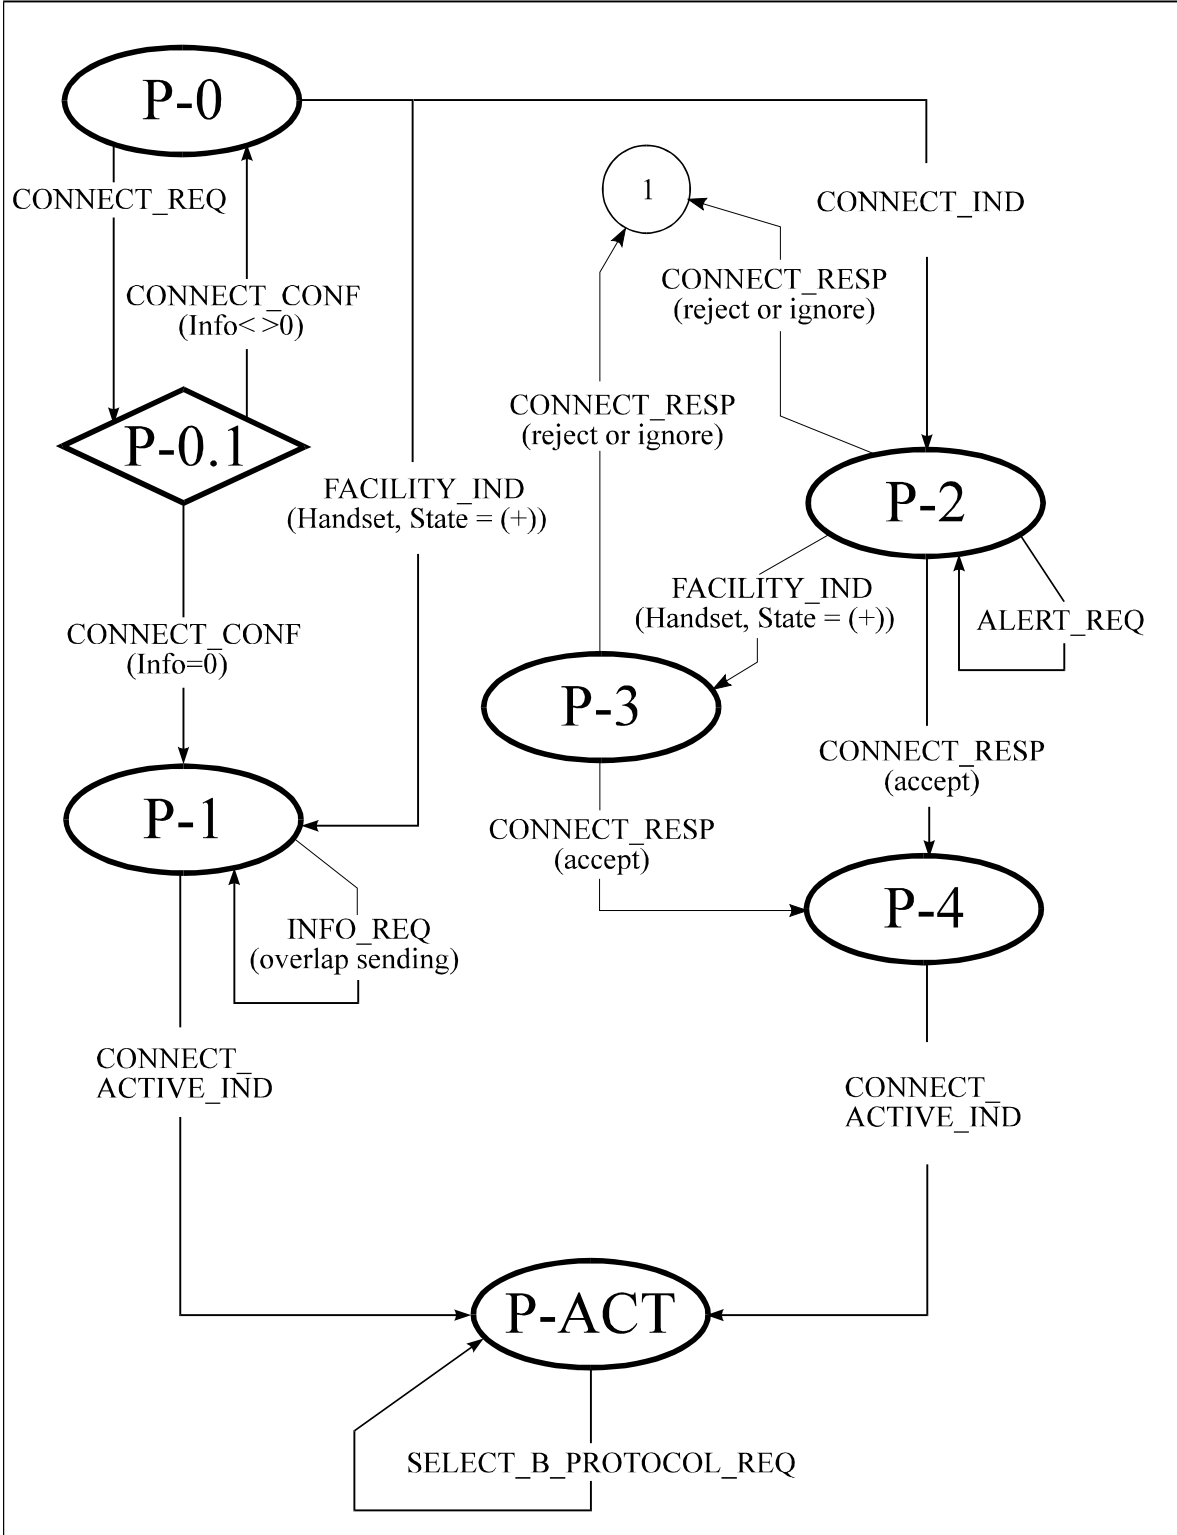 P-0
1
CONNECT_REQ
CONNECT_IND
CONNECT_CONF
(Info< >0)
CONNECT_RESP
(reject or ignore)
CONNECT_RESP
(reject or ignore)
P-0.1
FACILITY_IND
(Handset, State = (+))
P-2
FACILITY_IND
(Handset, State = (+))
ALERT_REQ
CONNECT_CONF
(Info=0)
P-3
CONNECT_RESP
(accept)
P-1
CONNECT_RESP
(accept)
P-4
INFO_REQ
(overlap sending)
CONNECT_
ACTIVE_IND
CONNECT_
ACTIVE_IND
P-ACT
SELECT_B_PROTOCOL_REQ